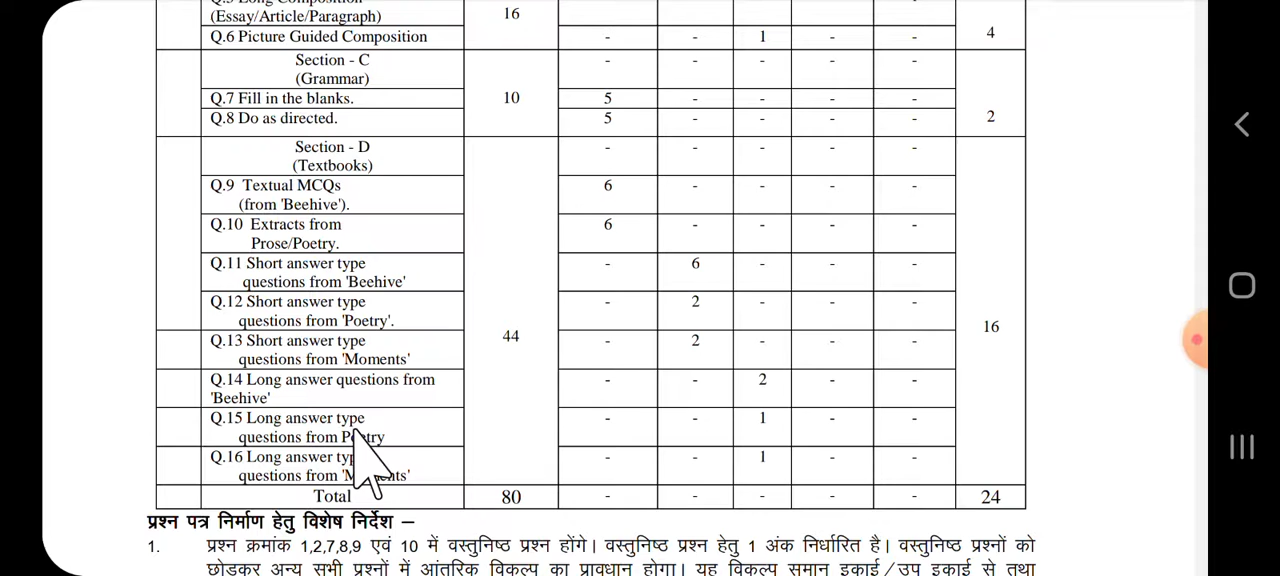 (Essay/Article/Paragraph) 16
Q.6 Picture Guided Composition - - 1 - - 4
Section - C - - - - -
(Grammar)
Q.7 Fill in the blanks. 10 5 - - - -
Q.8 Do as directed. 5 - - - - 2
Section - D - - - - -
(Textbooks)
Q.9 Textual MCQs 6 - - - -
(from 'Beehive').
Q.10 Extracts from 6 - - - -
Prose/Poetry.
Q.11 Short answer type - 6 - - -
questions from 'Beehive'
Q.12 Short answer type - 2 - - -
questions from 'Poetry'. 16
Q.13 Short answer type 44 - 2 - - -
questions from 'Moments'
Q.14 Long answer questions from - - 2 - -
'Beehive'
Q.15 Long answer type - - 1 - -
questions from
Q.16 Long answer - - 1 - -
questions from
Total 80 - - - - - 24
प्रश्न पत्र निर्माण हेतु विशेष निर्देश –
1. प्रश्न क्रमांक 1,2,7,8,9 एवं 10 में वस्तुनिष्ठ प्रश्न होंगे। वस्तुनिष्ठ प्रश्न हेतु 1 अंक निर्धारित है। वस्तुनिष्ठ प्रश्नों को
छोडकर अन्य सभी प्रश्नों में आंतरिक विकल्प का प्रावधान होगा। यह विकल्प समान इकाई/उप इकाई से तथा